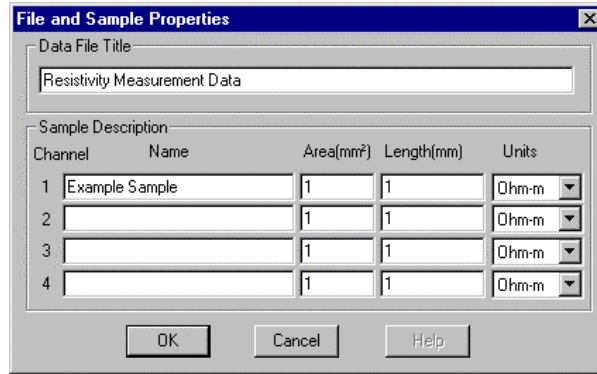 File and Sample Properties
Data File Title
Resistivity Measurement Data
Sample Description
Channel Name Area(mm²) Length(mm) Units
1 Example Sample 1 1 Ohm-m
2 1 1 Ohm-m
3 1 1 Ohm-m
4 1 1 Ohm-m
OK Cancel Help